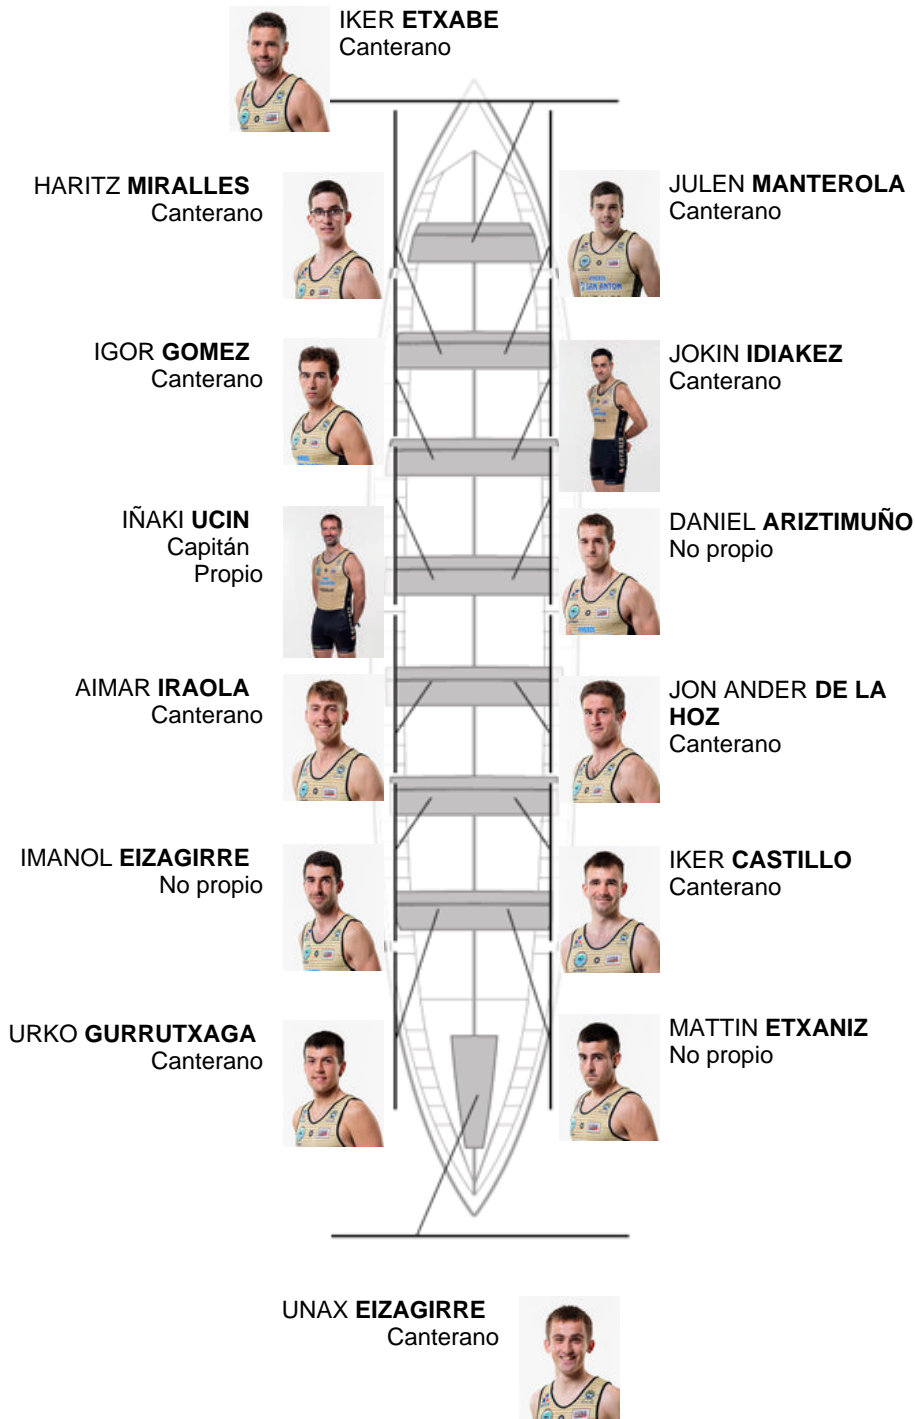 IKER ETXABE
Canterano
HARITZ MIRALLES
Canterano
JULEN MANTEROLA
Canterano
IGOR GOMEZ
Canterano
JOKIN IDIAKEZ
Canterano
IÑAKI UCIN
Capitán
Propio
DANIEL ARIZTIMUÑO
No propio
AIMAR IRAOLA
Canterano
JON ANDER DE LA
HOZ
Canterano
IMANOL EIZAGIRRE
No propio
IKER CASTILLO
Canterano
URKO GURRUTXAGA
Canterano
MATTIN ETXANIZ
No propio
UNAX EIZAGIRRE
Canterano